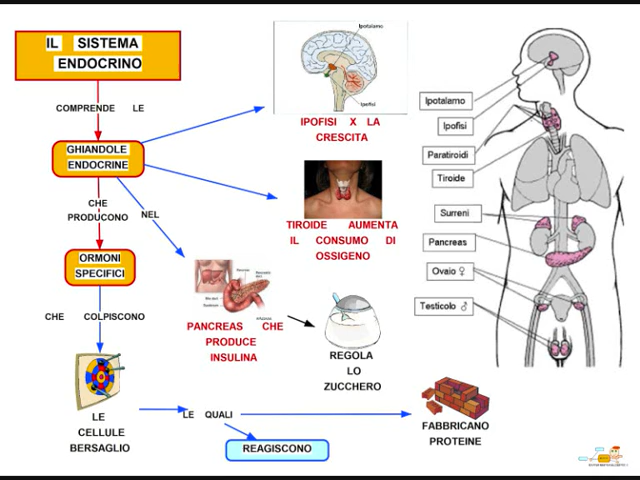 IL SISTEMA
ENDOCRINO
COMPRENDE LE
GHIANDOLE
ENDOCRINE
CHE
PRODUCONO
NEL
ORMONI
SPECIFICI
CHE COLPISCONO
LE
CELLULE
BERSAGLIO
LE QUALI
REAGISCONO
FABBRICANO
PROTEINE
Ipotalamo
Ipofisi
IPOFISI X LA
CRESCITA
TIROIDE AUMENTA
IL CONSUMO DI
OSSIGENO
PANCREAS CHE
PRODUCE
INSULINA
REGOLA
LO
ZUCCHERO
Ipotalamo
Ipofisi
Paratiroidi
Tiroide
Surreni
Pancreas
Ovaio ♀
Testicolo ♂